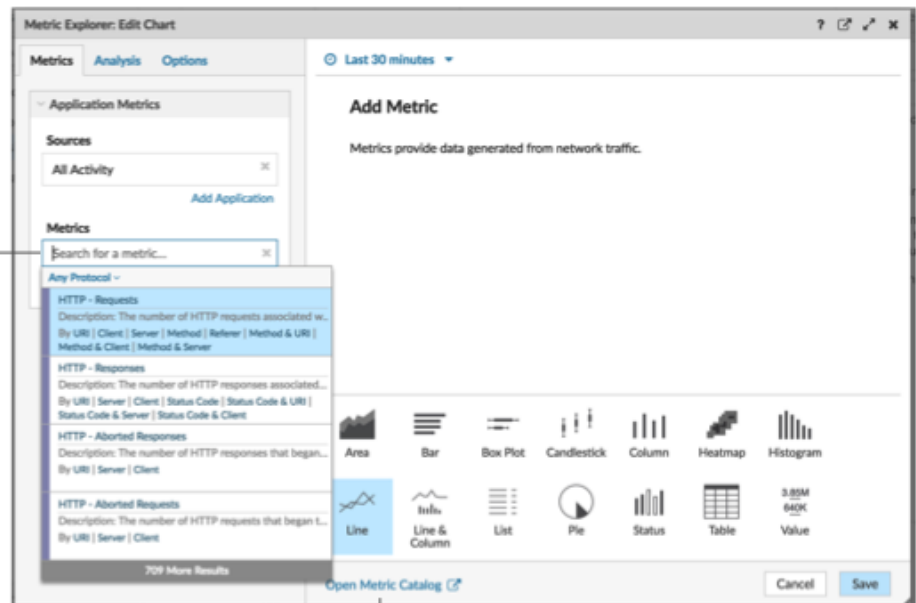 Metric Explorer: Edit Chart
?
Metrics Analysis Options
Last 30 minutes
Application Metrics
Sources
All Activity
Add Application
Metrics
Search for a metric...
Any Protocol
HTTP - Requests
Description: The number of HTTP requests associated w...
By URI | Client | Server | Method | Referer | Method & URI |
Method & Client | Method & Server
HTTP - Responses
Description: The number of HTTP responses associated...
By URI | Server | Client | Status Code | Status Code & URI |
Status Code & Server | Status Code & Client
HTTP - Aborted Responses
Description: The number of HTTP responses that began...
By URI | Server | Client
HTTP - Aborted Requests
Description: The number of HTTP requests that began t...
By URI | Server | Client
709 More Results
Add Metric
Metrics provide data generated from network traffic.
Area Bar Box Plot Candlestick Column Heatmap Histogram
3.85M
640K
Line Line & Column List Pie Status Table Value
Open Metric Catalog
Cancel Save